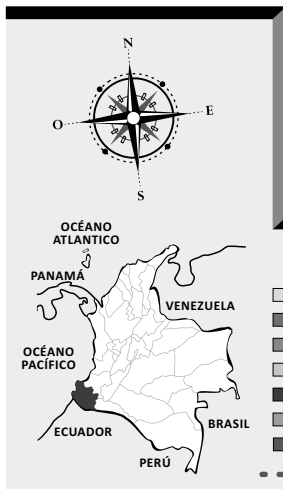 N
E
O
S
OCÉANO
ATLANTICO
PANAMÁ
VENEZUELA
OCÉANO
PACÍFICO
ECUADOR
BRASIL
PERÚ